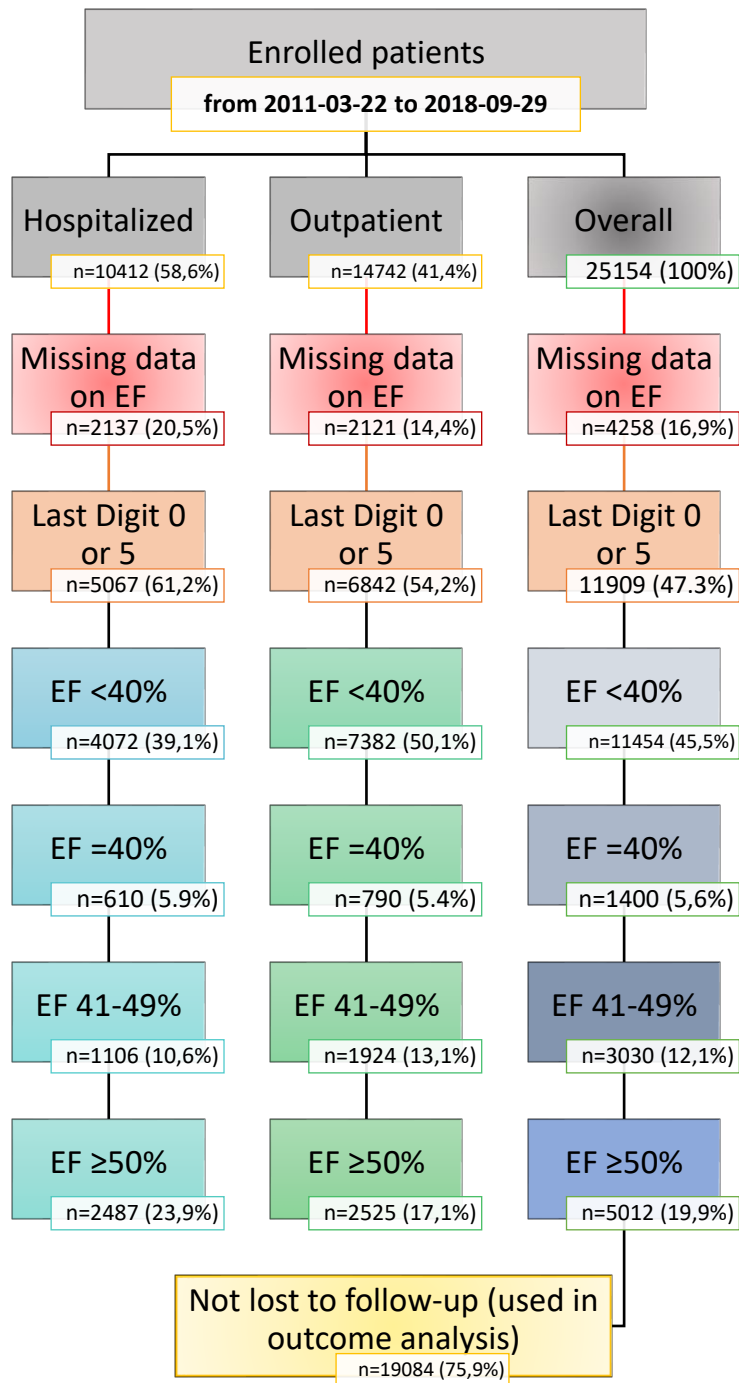 Enrolled patients
from 2011-03-22 to 2018-09-29
Hospitalized
n=10412 (58,6%)
Outpatient
n=14742 (41,4%)
Overall
25154 (100%)
Missing data
on EF
n=2137 (20,5%)
Missing data
on EF
n=2121 (14,4%)
Missing data
on EF
n=4258 (16,9%)
Last Digit 0
or 5
n=5067 (61,2%)
Last Digit 0
or 5
n=6842 (54,2%)
Last Digit 0
or 5
11909 (47.3%)
EF <40%
n=4072 (39,1%)
EF <40%
n=7382 (50,1%)
EF <40%
n=11454 (45,5%)
EF =40%
n=610 (5.9%)
EF =40%
n=790 (5.4%)
EF =40%
n=1400 (5,6%)
EF 41-49%
n=1106 (10,6%)
EF 41-49%
n=1924 (13,1%)
EF 41-49%
n=3030 (12,1%)
EF ≥50%
n=2487 (23,9%)
EF ≥50%
n=2525 (17,1%)
EF ≥50%
n=5012 (19,9%)
Not lost to follow-up (used in
outcome analysis)
n=19084 (75,9%)